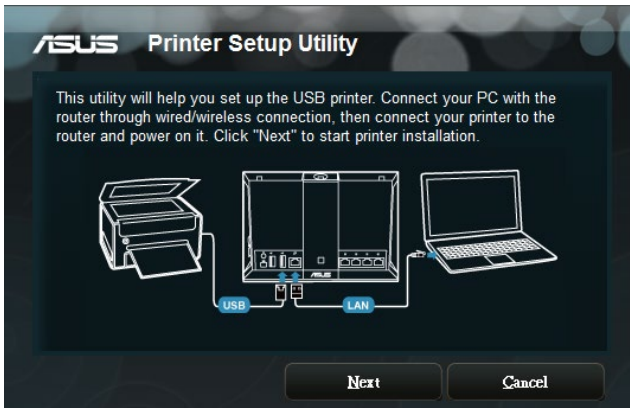 ASUS Printer Setup Utility
This utility will help you set up the USB printer. Connect your PC with the
router through wired/wireless connection, then connect your printer to the
router and power on it. Click "Next" to start printer installation.
ASUS
USB
LAN
Next
Cancel